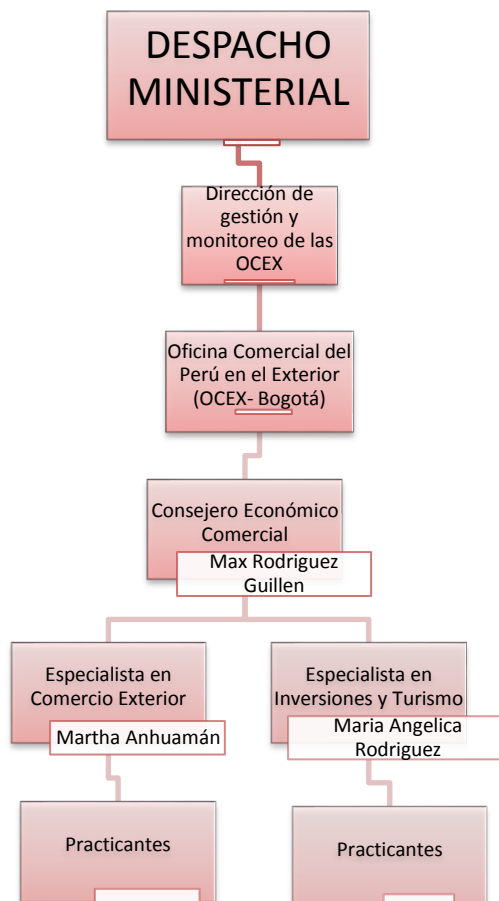 DESPACHO
MINISTERIAL
Dirección de
gestión y
monitoreo de las
OCEX
Oficina Comercial del
Perú en el Exterior
(OCEX- Bogotá)
Consejero Económico
Comercial
Max Rodriguez
Guillen
Especialista en
Comercio Exterior
Martha Anhuamán
Especialista en
Inversiones y Turismo
Maria Angelica
Rodriguez
Practicantes
Practicantes